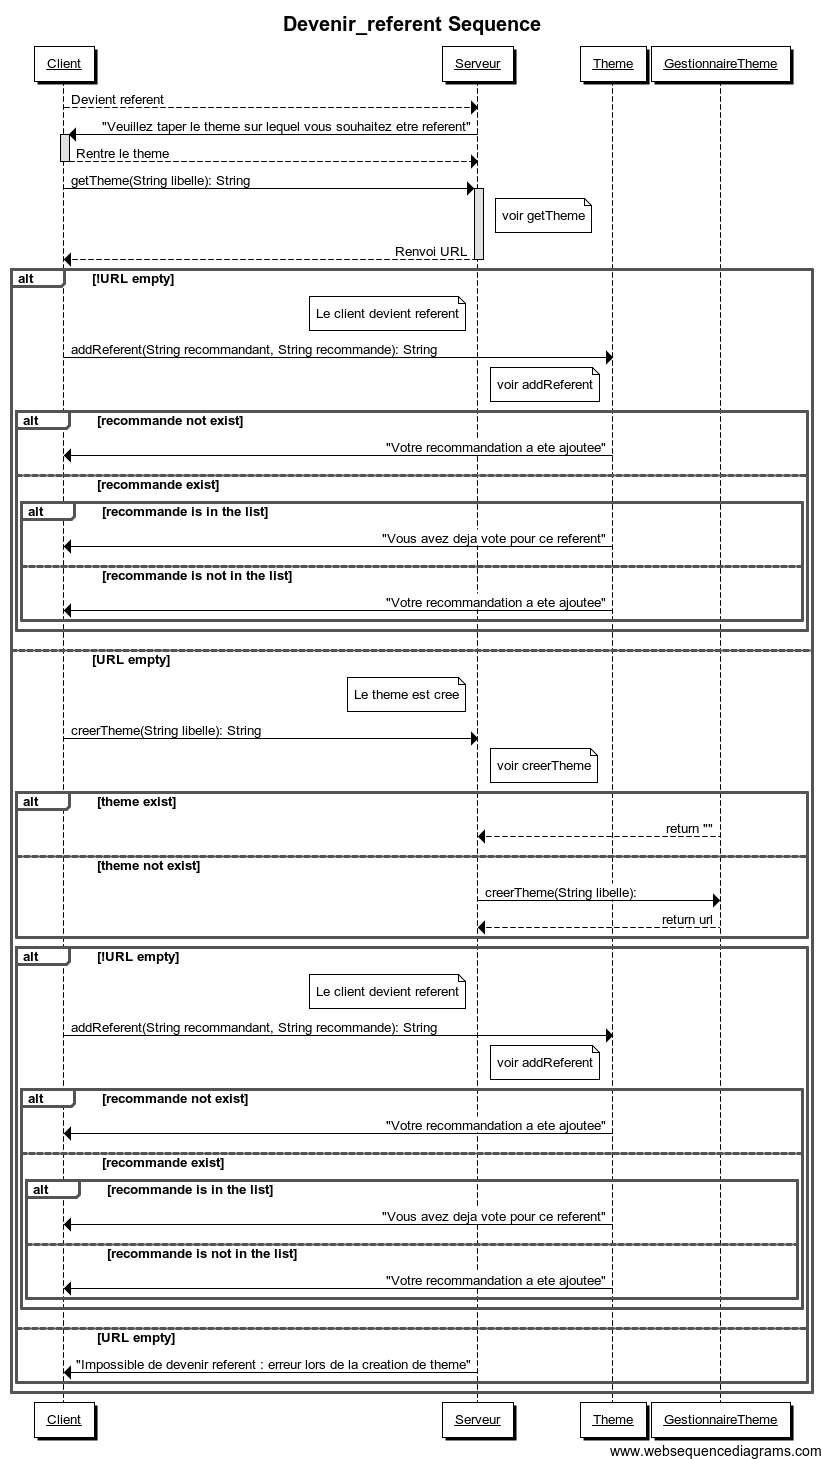 Devenir_referent Sequence
Client
Serveur
Theme
GestionnaireTheme
Devient referent
"Veuillez taper le theme sur lequel vous souhaitez etre referent"
Rentre le theme
getTheme(String libelle): String
voir getTheme
Renvoi URL
alt
[!URL empty]
Le client devient referent
addReferent(String recommandant, String recommande): String
voir addReferent
alt
[recommande not exist]
"Votre recommandation a ete ajoutee"
[recommande exist]
alt
[recommande is in the list]
"Vous avez deja vote pour ce referent"
[recommande is not in the list]
"Votre recommandation a ete ajoutee"
[URL empty]
Le theme est cree
creerTheme(String libelle): String
voir creerTheme
alt
[theme exist]
return ""
[theme not exist]
creerTheme(String libelle):
return url
alt
[!URL empty]
Le client devient referent
addReferent(String recommandant, String recommande): String
voir addReferent
alt
[recommande not exist]
"Votre recommandation a ete ajoutee"
[recommande exist]
alt
[recommande is in the list]
"Vous avez deja vote pour ce referent"
[recommande is not in the list]
"Votre recommandation a ete ajoutee"
[URL empty]
"Impossible de devenir referent : erreur lors de la creation de theme"
Client
Serveur
Theme
GestionnaireTheme
www.websequencediagrams.com